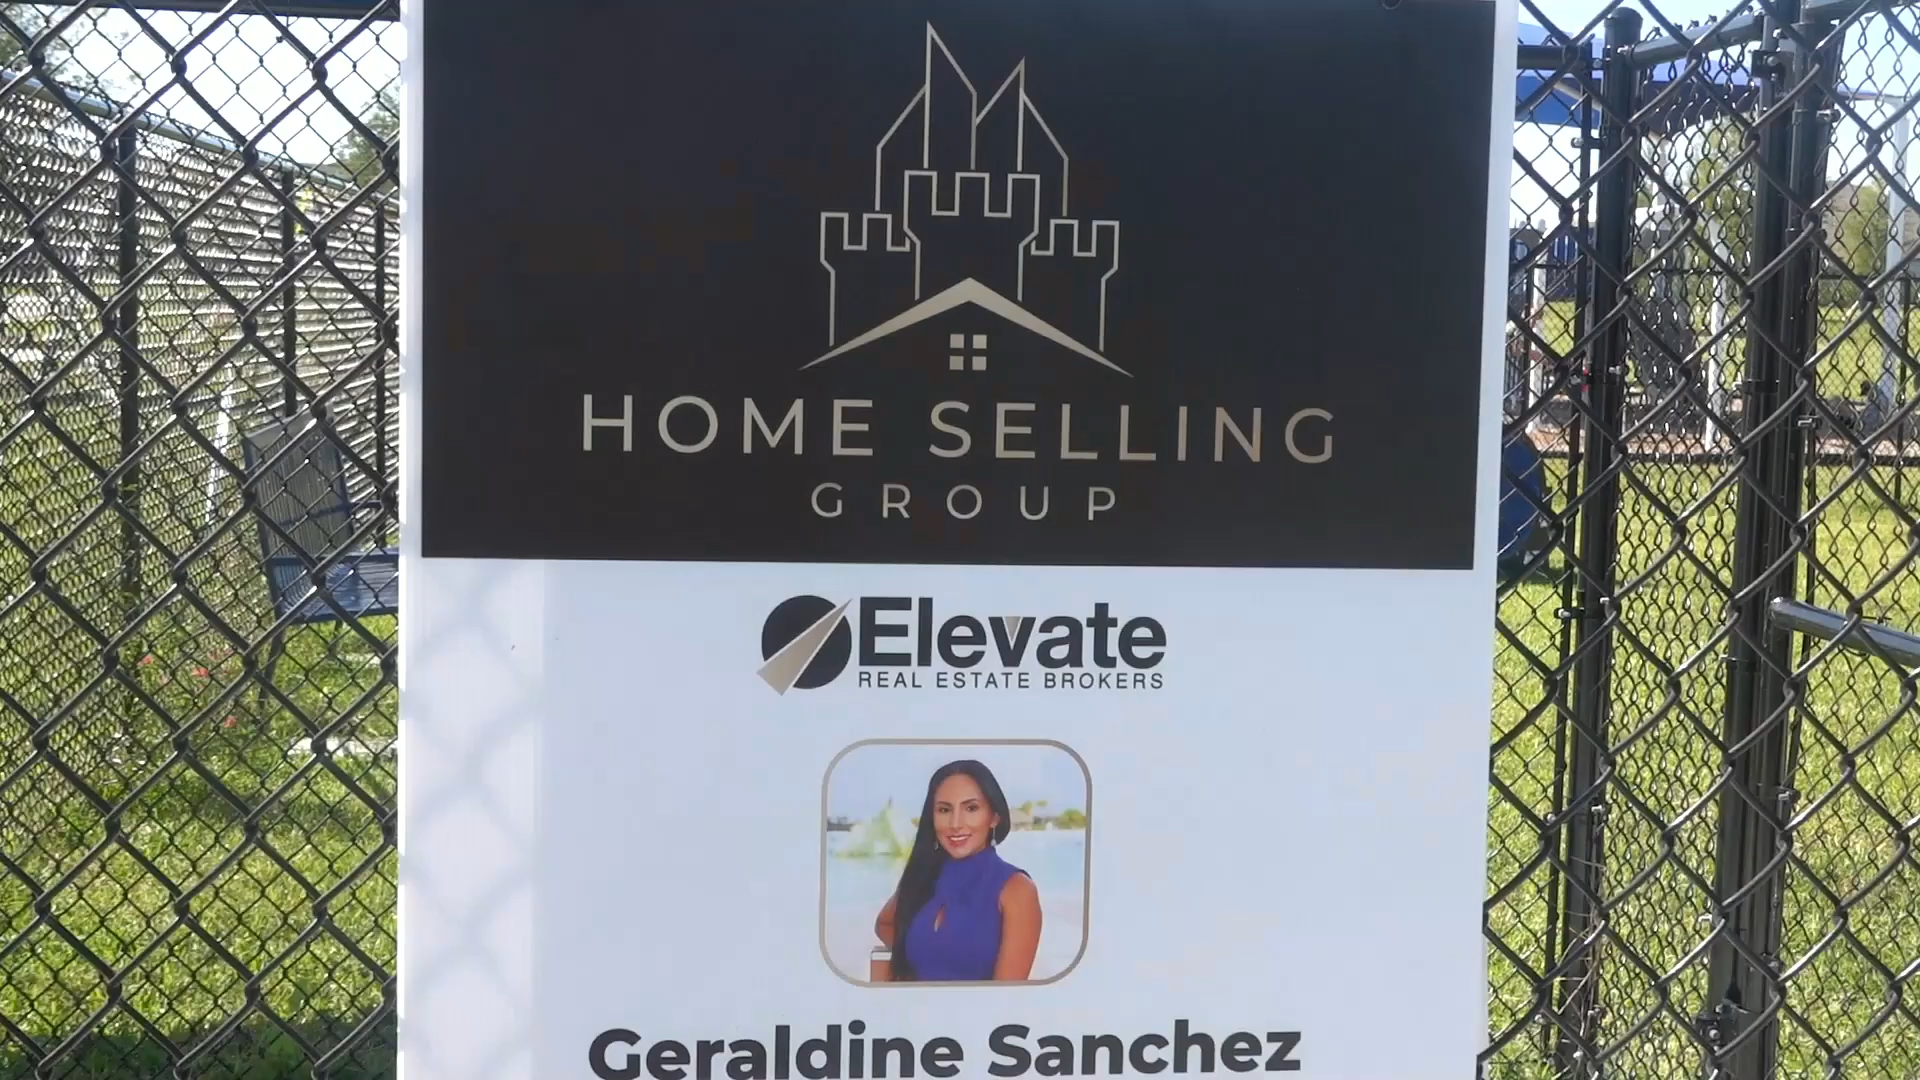 HOME SELLING
GROUP
Elevate
REAL ESTATE BROKERS
Geraldine Sanchez